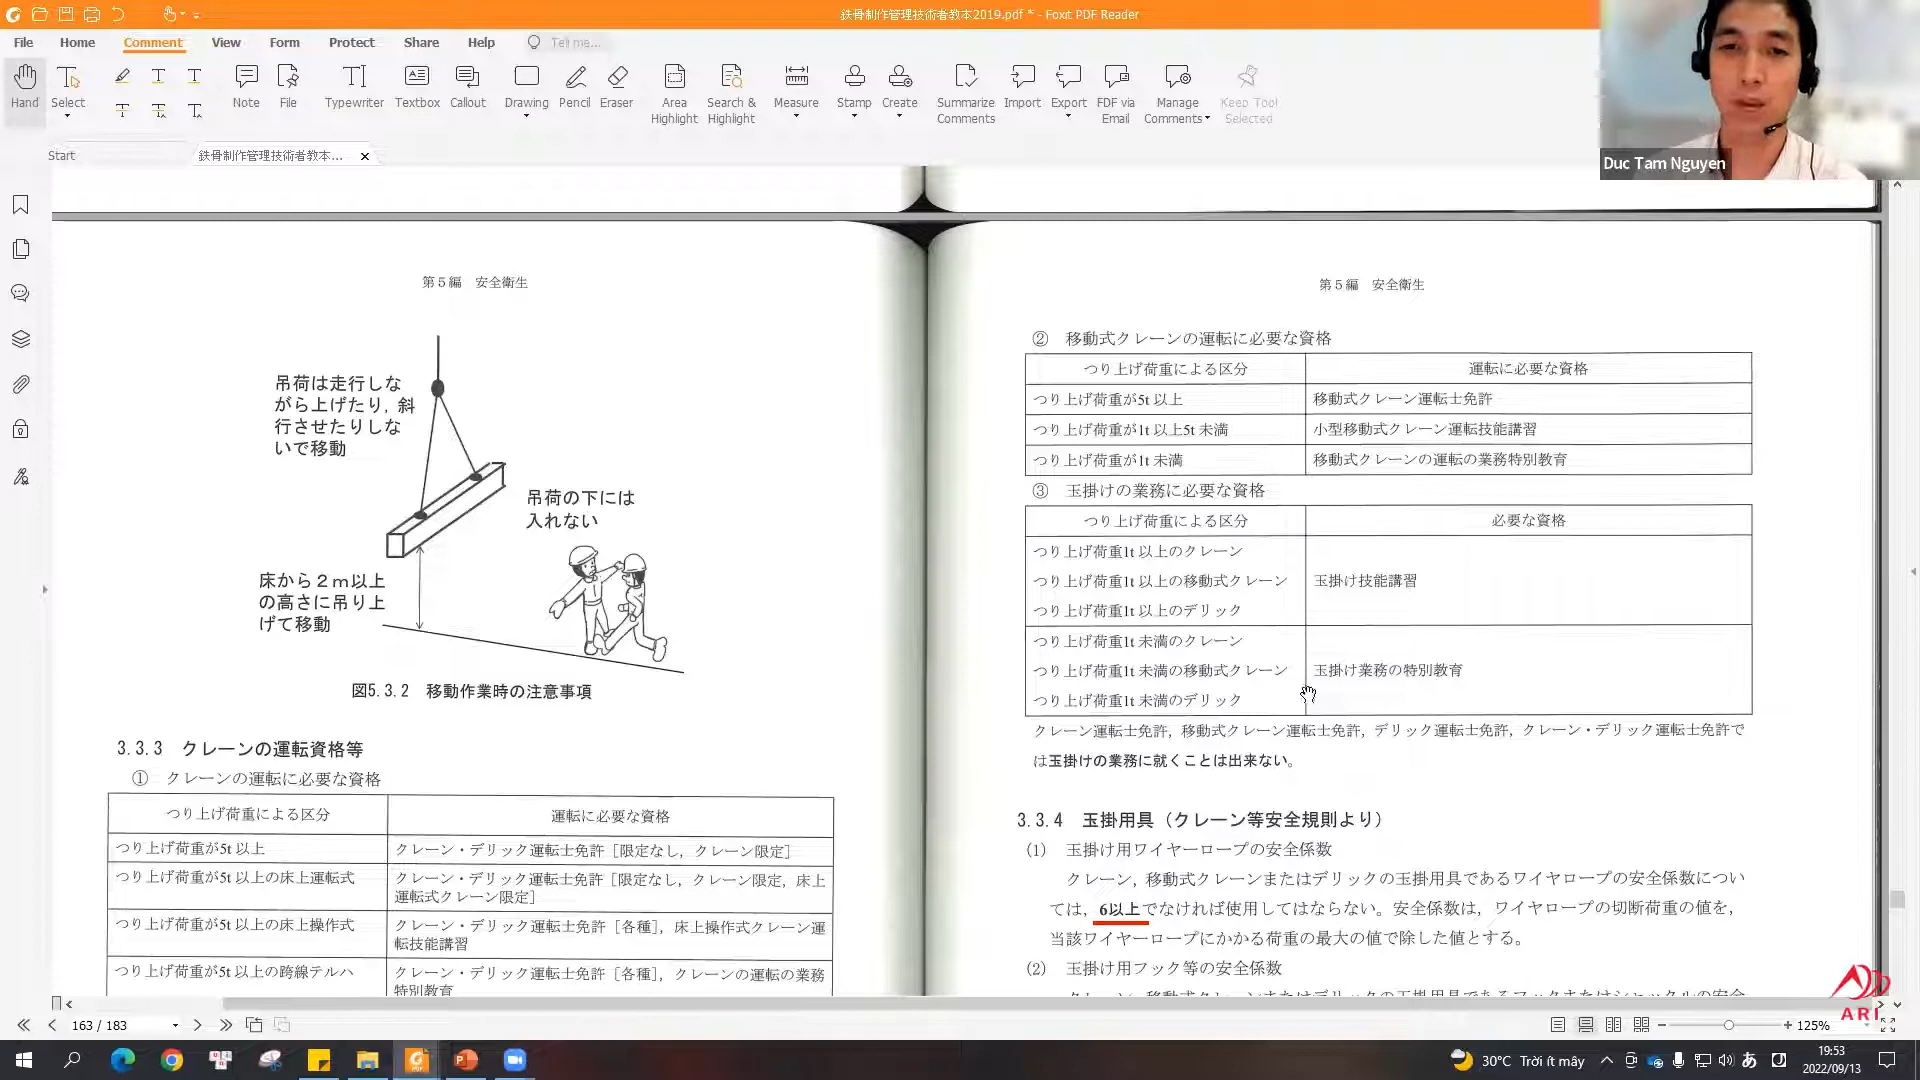 鉄骨制作管理技術者教本2019.pdf * - Foxit PDF Reader
File Home Comment View Form Protect Share Help Tell me...
Hand Select Note File Typewriter Textbox Callout Drawing Pencil Eraser Area Highlight Search & Highlight Measure Stamp Create Summarize Comments Import Export PDF via Email Manage Comments Keep Tool Selected
Duc Tam Nguyen
Start 鉄骨制作管理技術者教本...
第5編 安全衛生
吊荷は走行しな
がら上げたり，斜
行させたりしな
いで移動
吊荷の下には
入れない
床から２ｍ以上
の高さに吊り上
げて移動
図5.3.2 移動作業時の注意事項
3.3.3 クレーンの運転資格等
① クレーンの運転に必要な資格
つり上げ荷重による区分 運転に必要な資格
つり上げ荷重が5t 以上 クレーン・デリック運転士免許［限定なし，クレーン限定］
つり上げ荷重が5t 以上の床上運転式 クレーン・デリック運転士免許［限定なし，クレーン限定，床上
運転式クレーン限定］
つり上げ荷重が5t 以上の床上操作式 クレーン・デリック運転士免許［各種］，床上操作式クレーン運
転技能講習
つり上げ荷重が5t 以上の跨線テルハ クレーン・デリック運転士免許［各種］，クレーンの運転の業務
特別教育
第5編 安全衛生
② 移動式クレーンの運転に必要な資格
つり上げ荷重による区分 運転に必要な資格
つり上げ荷重が5t 以上 移動式クレーン運転士免許
つり上げ荷重が1t 以上5t 未満 小型移動式クレーン運転技能講習
つり上げ荷重が1t 未満 移動式クレーンの運転の業務特別教育
③ 玉掛けの業務に必要な資格
つり上げ荷重による区分 必要な資格
つり上げ荷重1t 以上のクレーン
つり上げ荷重1t 以上の移動式クレーン 玉掛け技能講習
つり上げ荷重1t 以上のデリック
つり上げ荷重1t 未満のクレーン
つり上げ荷重1t 未満の移動式クレーン 玉掛け業務の特別教育
つり上げ荷重1t 未満のデリック
クレーン運転士免許，移動式クレーン運転士免許，デリック運転士免許，クレーン・デリック運転士免許で
は玉掛けの業務に就くことは出来ない。
3.3.4 玉掛用具（クレーン等安全規則より）
(1) 玉掛け用ワイヤーロープの安全係数
クレーン，移動式クレーンまたはデリックの玉掛用具であるワイヤロープの安全係数につい
ては，6以上でなければ使用してはならない。安全係数は，ワイヤロープの切断荷重の値を，
当該ワイヤーロープにかかる荷重の最大の値で除した値とする。
(2) 玉掛け用フック等の安全係数
クレーン，移動式クレーンまたはデリックの玉掛用具であるフックまたはシャックルの安全
ARI
163 / 183
125%
30°C Trời ít mây
あ
19:53
2022/09/13